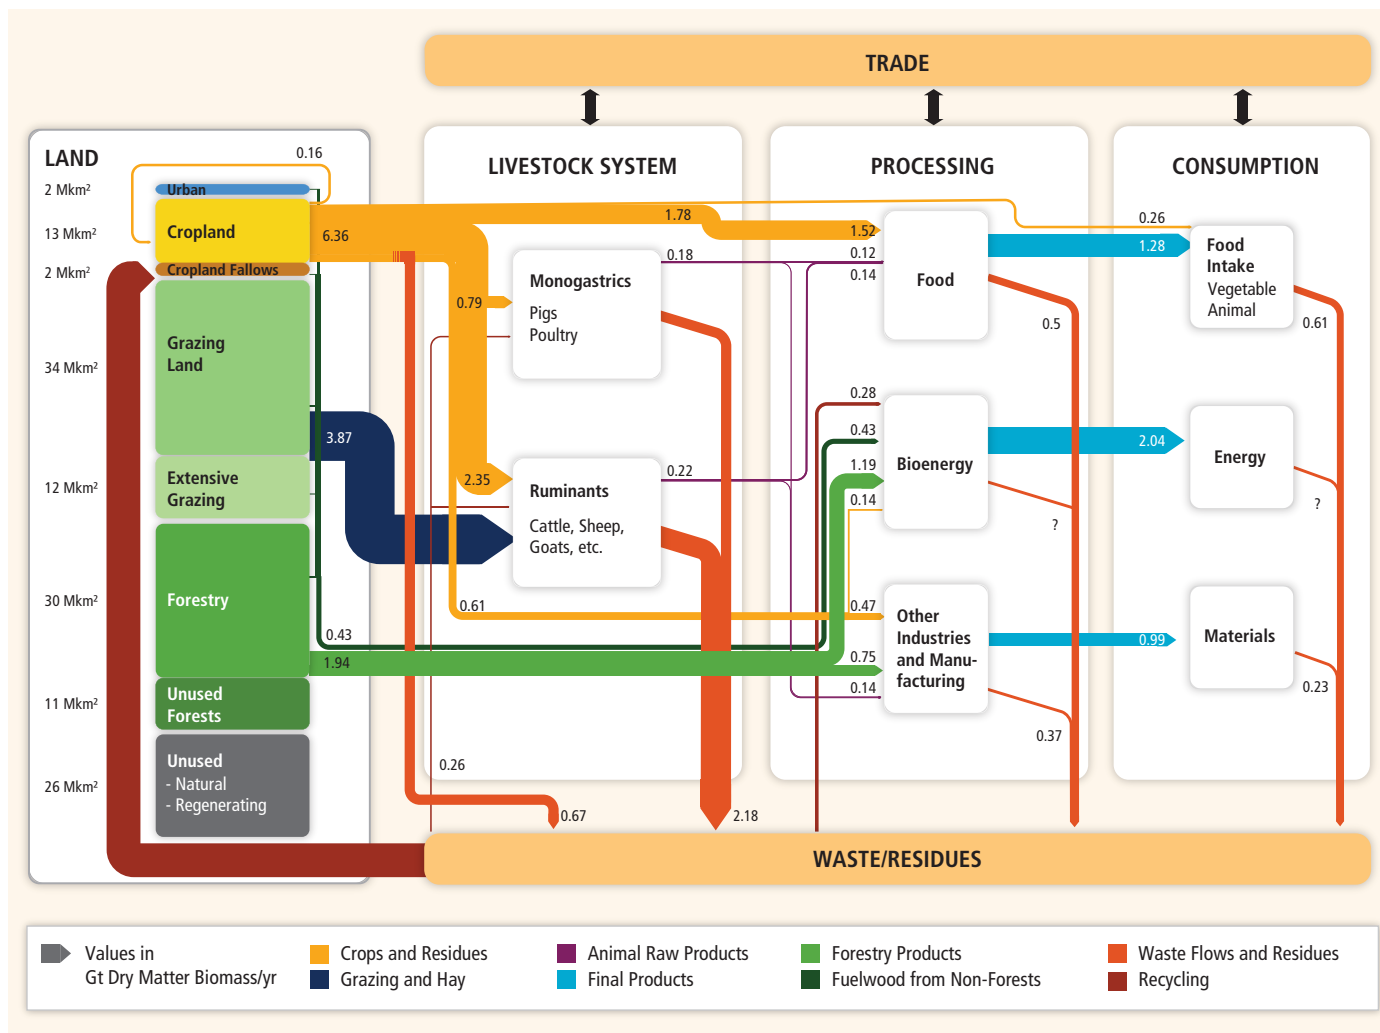 TRADE
LAND
0.16
LIVESTOCK SYSTEM
PROCESSING
CONSUMPTION
2 Mkm²
Urban
13 Mkm²
Cropland
6.36
1.78
1.52
0.26
1.28
2 Mkm²
Cropland Fallows
0.18
0.12
0.14
Monogastrics
Pigs
Poultry
0.79
Food
Food
Intake
Vegetable
Animal
0.5
0.61
34 Mkm²
Grazing
Land
3.87
0.28
0.43
1.19
0.14
Bioenergy
2.04
Energy
?
?
12 Mkm²
Extensive
Grazing
2.35
0.22
Ruminants
Cattle, Sheep,
Goats, etc.
30 Mkm²
Forestry
0.61
0.47
0.43
1.94
0.75
0.14
Other
Industries
and Manu-
facturing
0.99
Materials
0.23
0.37
11 Mkm²
Unused
Forests
26 Mkm²
Unused
- Natural
- Regenerating
0.26
0.67
2.18
WASTE/RESIDUES
Values in
Gt Dry Matter Biomass/yr
Crops and Residues
Grazing and Hay
Animal Raw Products
Final Products
Forestry Products
Fuelwood from Non-Forests
Waste Flows and Residues
Recycling